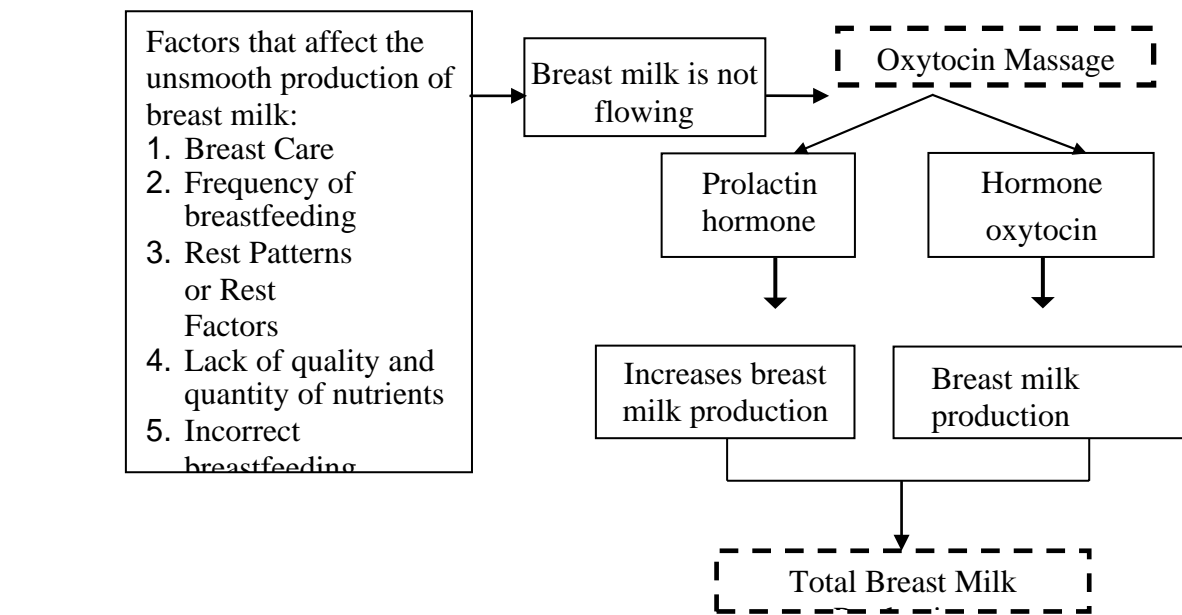 Factors that affect the
unsmooth production of
breast milk:
1. Breast Care
2. Frequency of
breastfeeding
3. Rest Patterns
or Rest
Factors
4. Lack of quality and
quantity of nutrients
5. Incorrect
breastfeeding
Breast milk is not
flowing
Oxytocin Massage
Prolactin
hormone
Hormone
oxytocin
Increases breast
milk production
Breast milk
production
Total Breast Milk